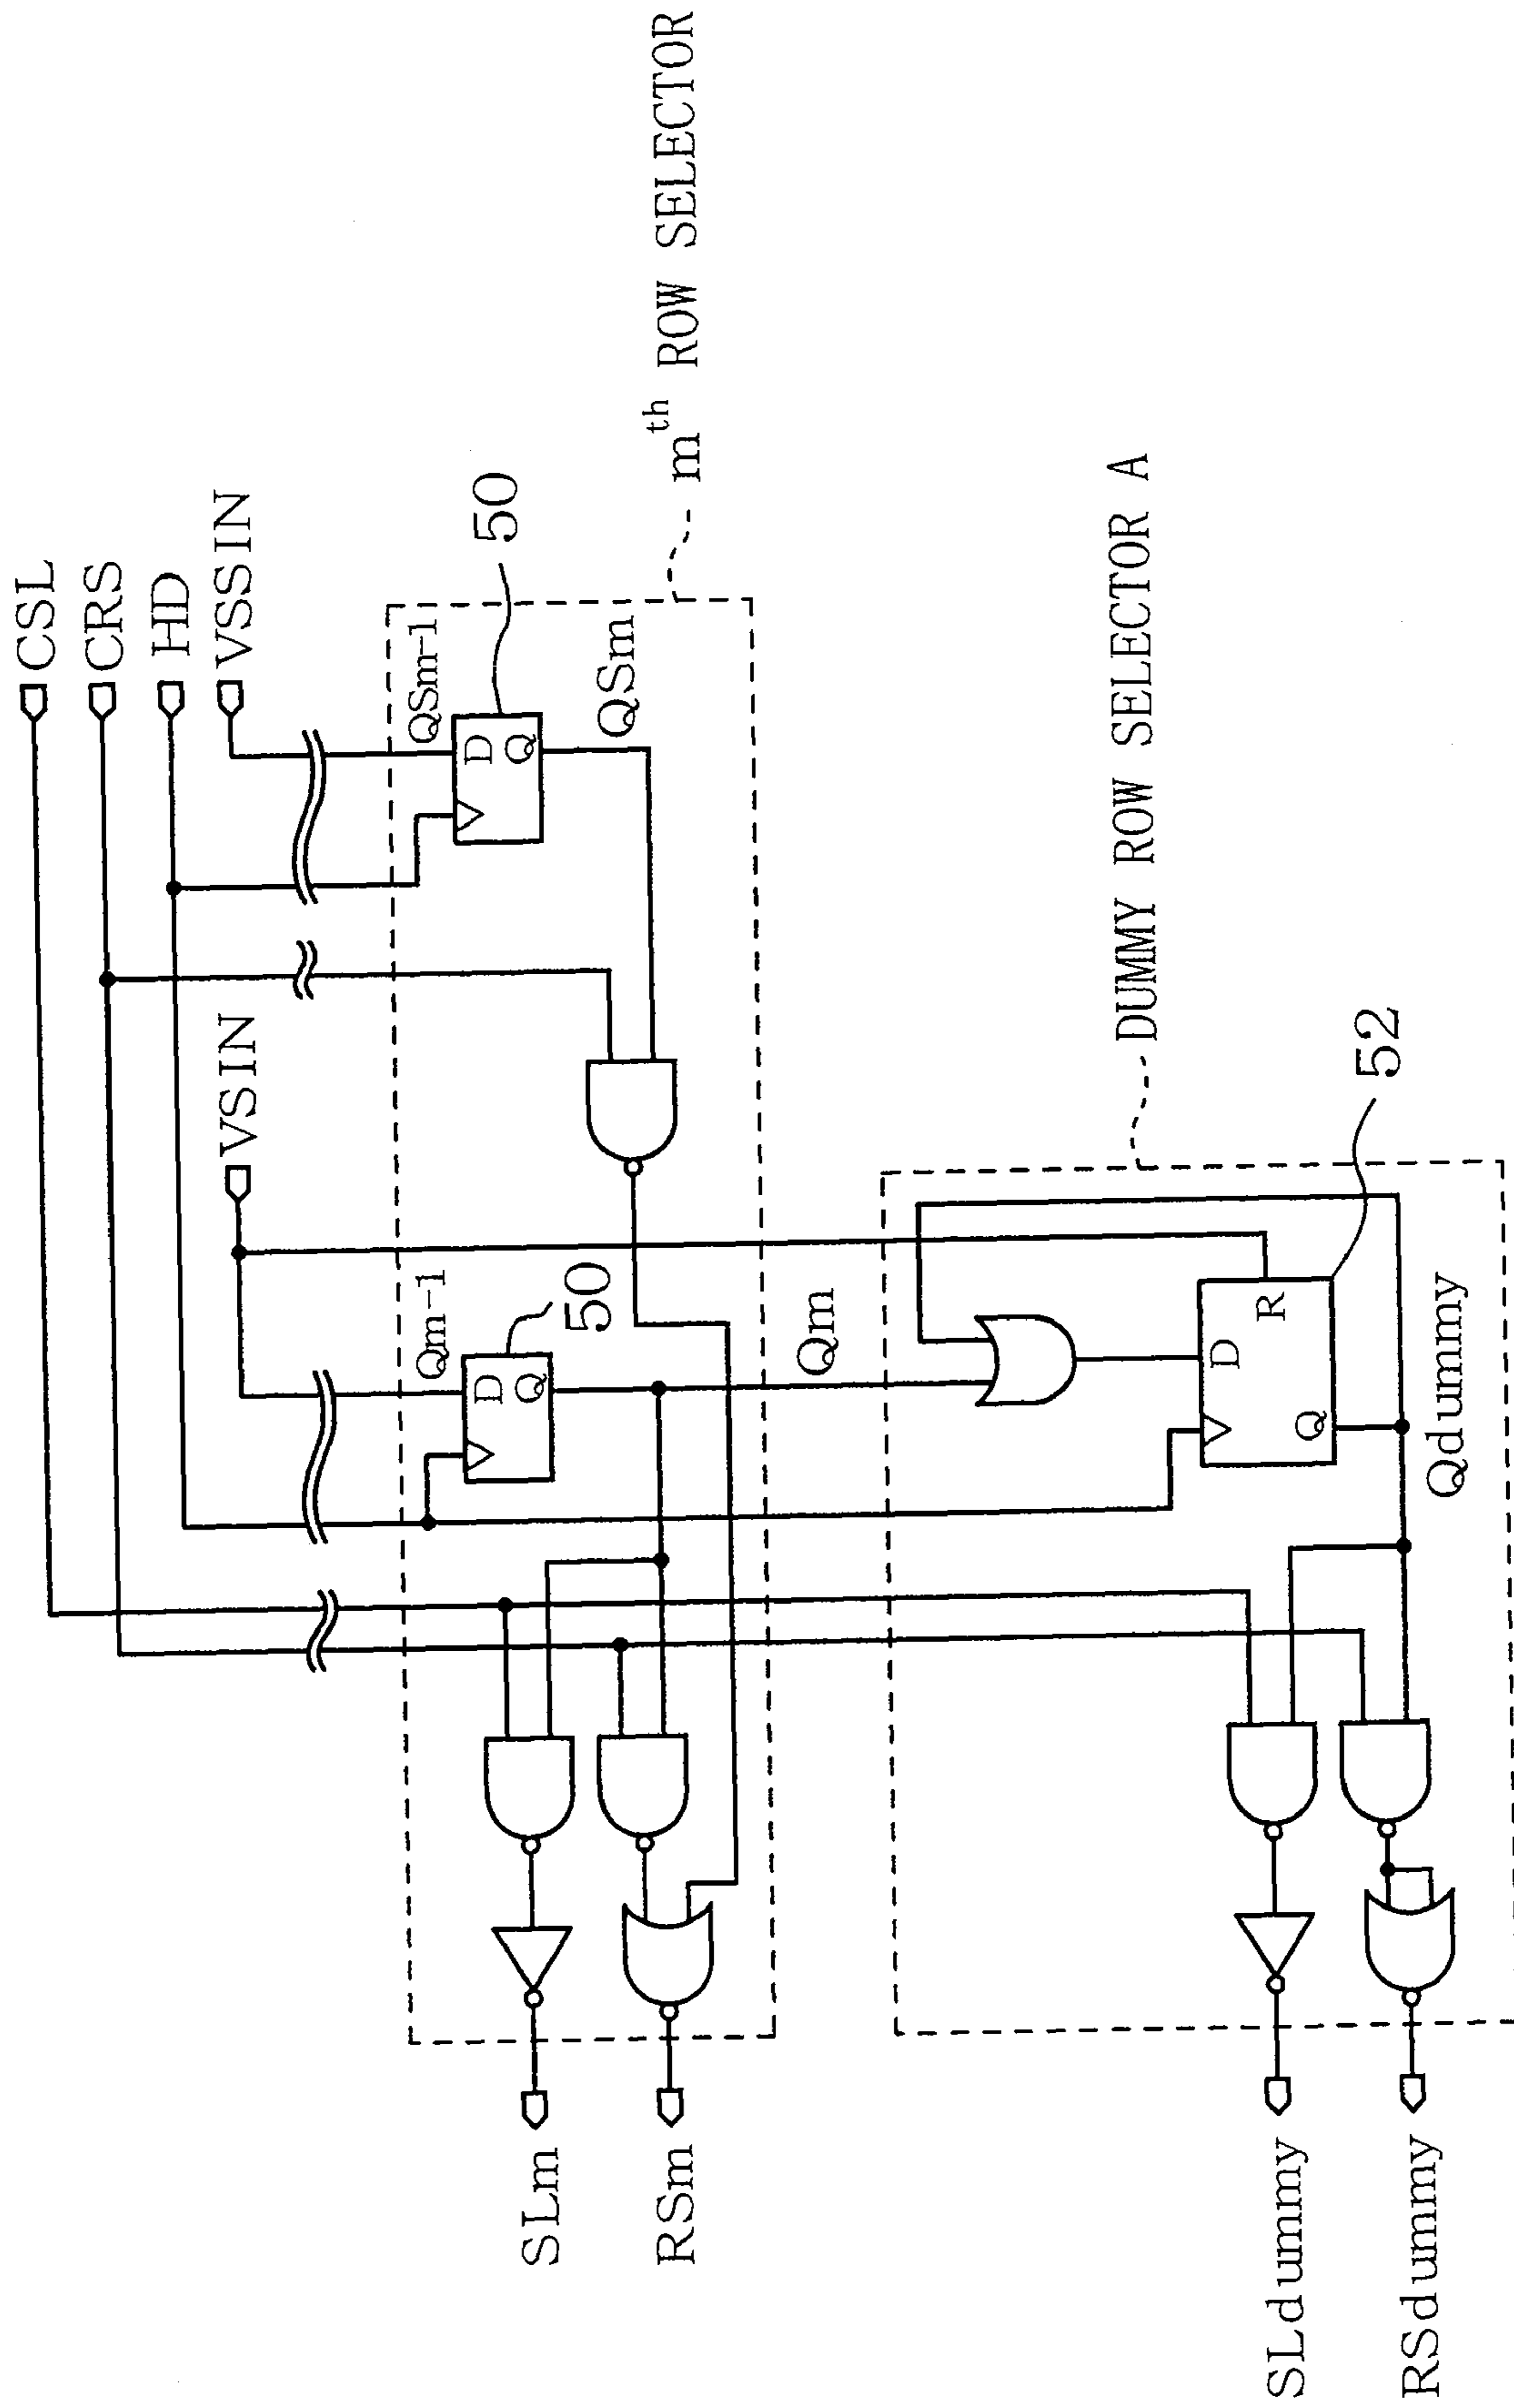 CSL
CRS
HD
VSSIN
VSIN
QSm-1
D
Q
50
QSm
mth ROW SELECTOR
Qm-1
D
Q
50
Qm
SLm
RSm
DUMMY ROW SELECTOR A
52
D
R
Q
Qdummy
SLdummy
RSdummy